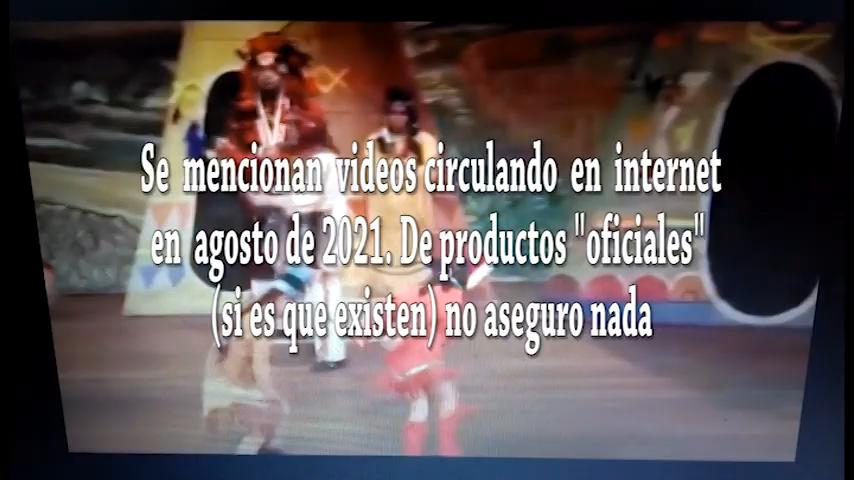 Se mencionan videos circulando en internet
en agosto de 2021. De productos "oficiales"
(si es que existen) no aseguro nada